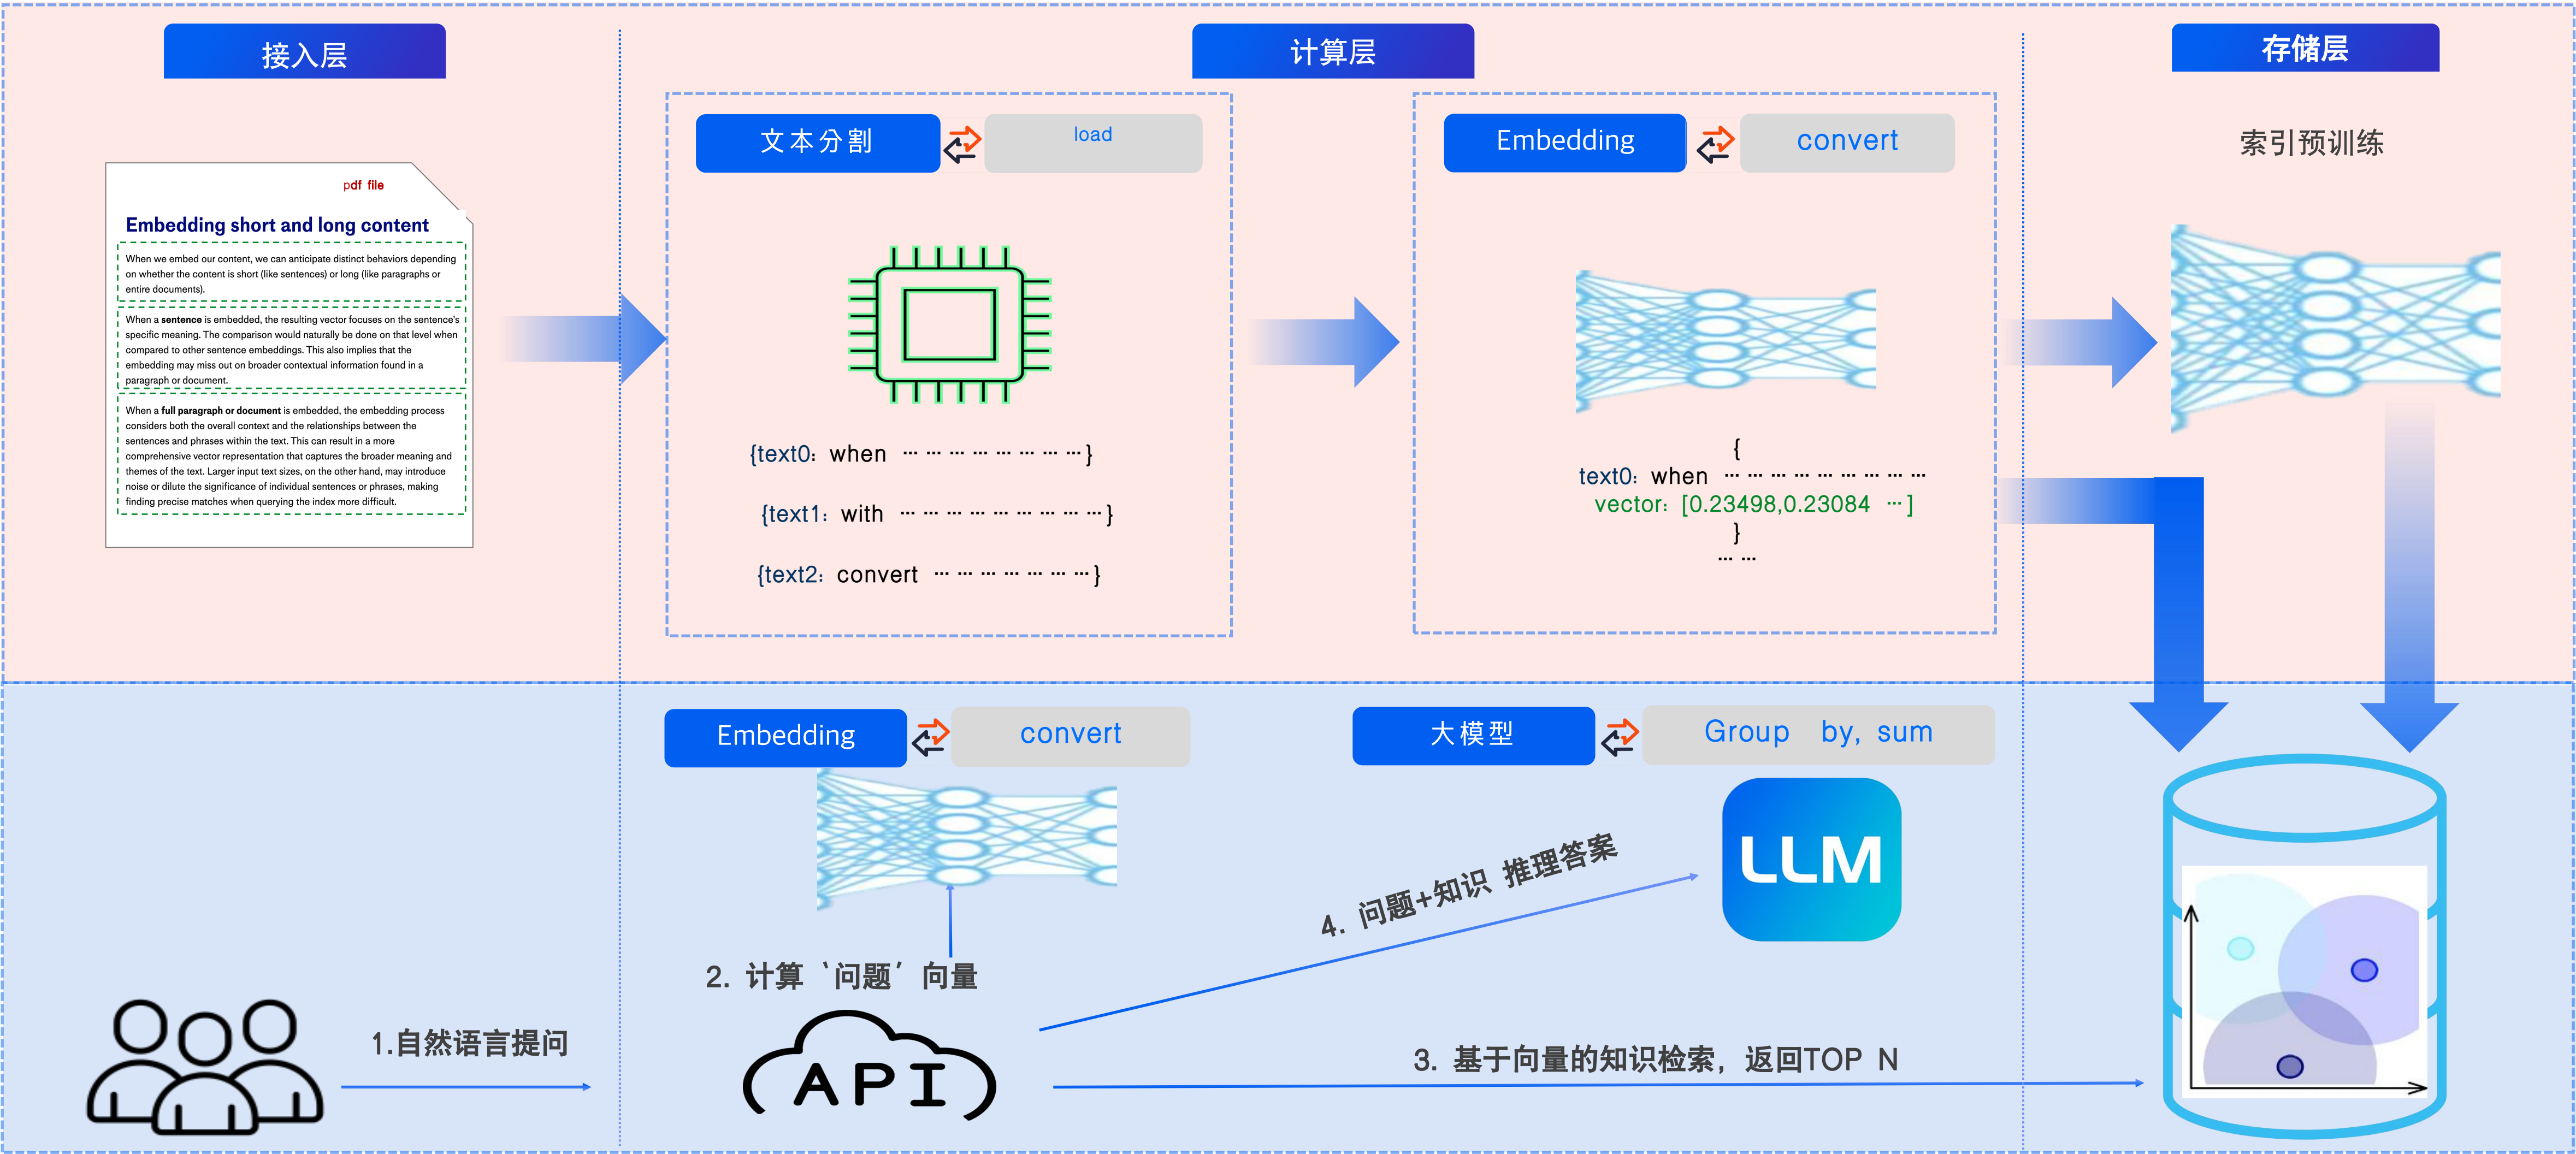 接入层
计算层
存储层
文本分割
load
Embedding
convert
索引预训练
pdf file
Embedding short and long content
When we embed our content, we can anticipate distinct behaviors depending
on whether the content is short (like sentences) or long (like paragraphs or
entire documents).
When a sentence is embedded, the resulting vector focuses on the sentence's
specific meaning. The comparison would naturally be done on that level when
compared to other sentence embeddings. This also implies that the
embedding may miss out on broader contextual information found in a
paragraph or document.
When a full paragraph or document is embedded, the embedding process
considers both the overall context and the relationships between the
sentences and phrases within the text. This can result in a more
comprehensive vector representation that captures the broader meaning and
themes of the text. Larger input text sizes, on the other hand, may introduce
noise or dilute the significance of individual sentences or phrases, making
finding precise matches when querying the index more difficult.
{text0: when … … … … … … … …}
{text1: with … … … … … … … … …}
{text2: convert … … … … … … …}
{
text0: when … … … … … … … … …
vector: [0.23498,0.23084 …]
}
… …
Embedding
convert
大模型
Group by, sum
LLM
4. 问题+知识 推理答案
2. 计算‘问题’向量
1.自然语言提问
API
3. 基于向量的知识检索，返回TOP N